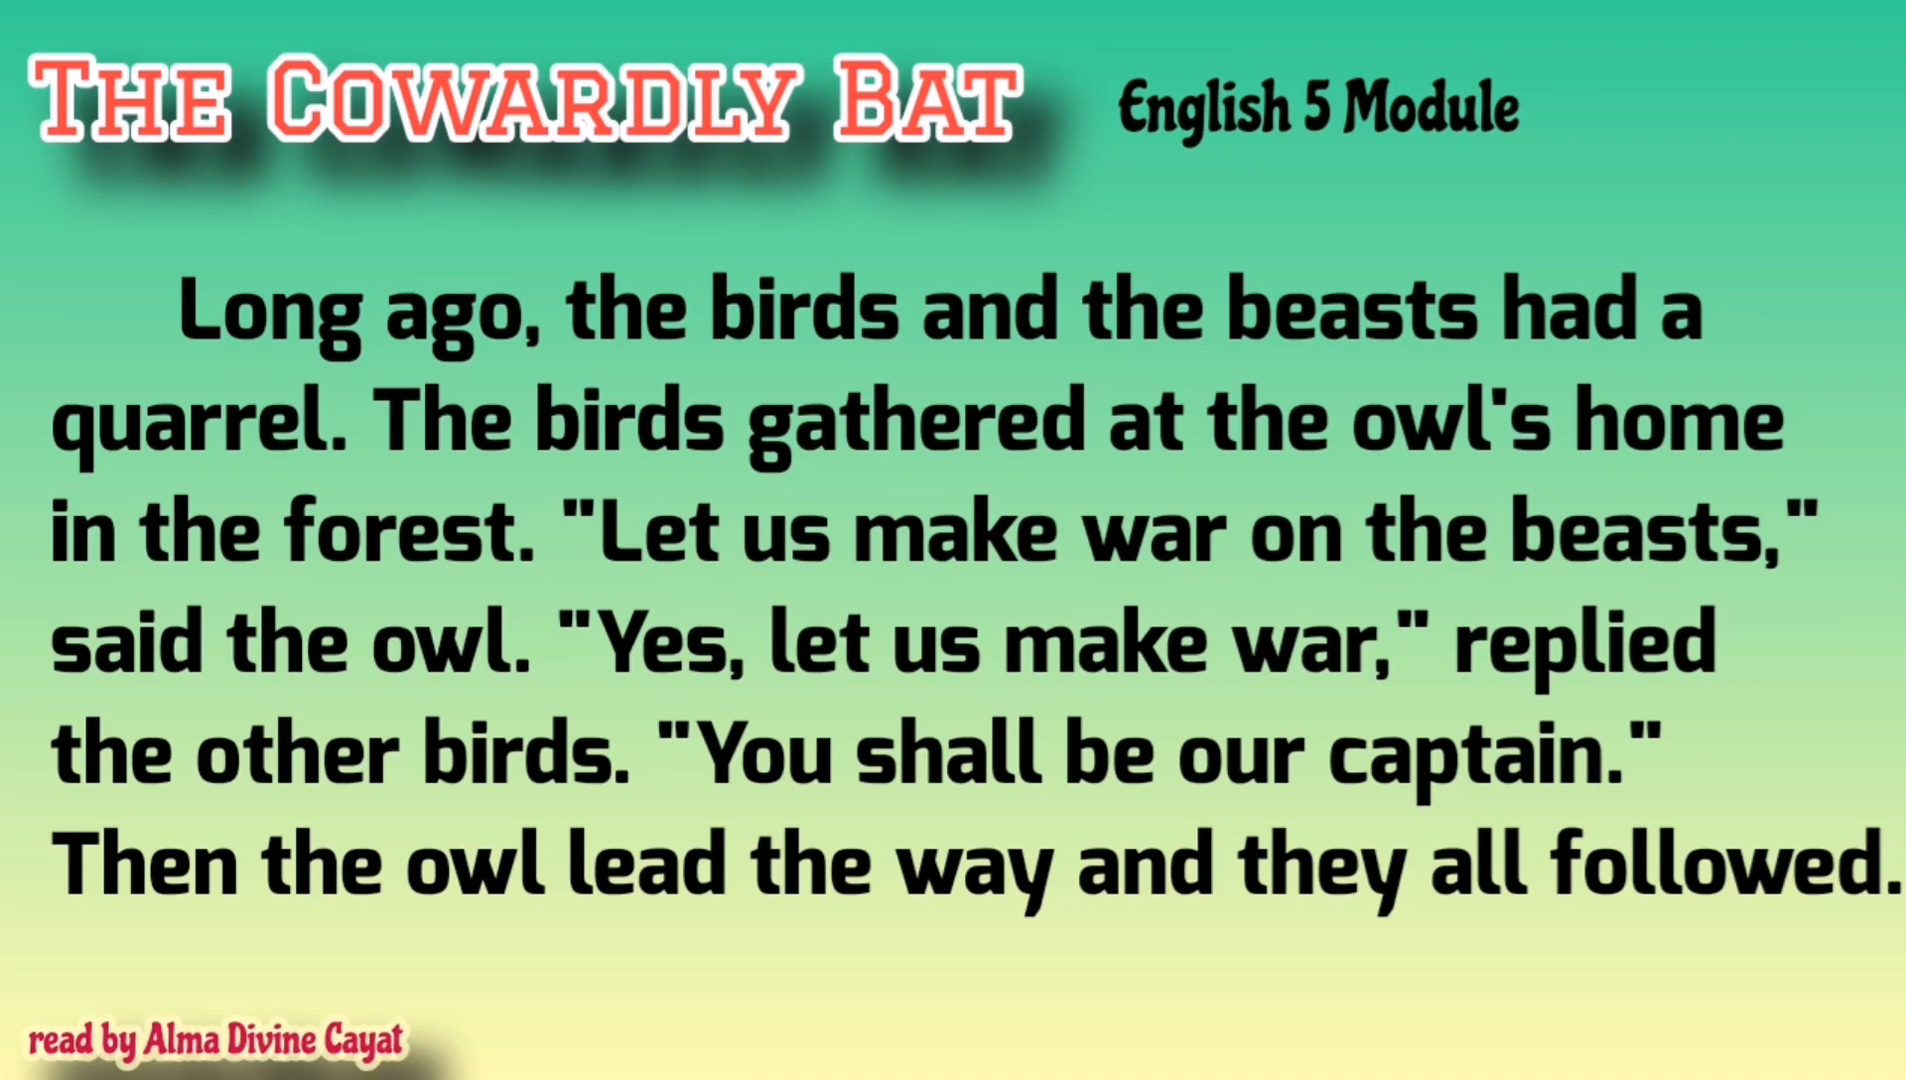 The Cowardly Bat
English 5 Module
Long ago, the birds and the beasts had a
quarrel. The birds gathered at the owl's home
in the forest. "Let us make war on the beasts,"
said the owl. "Yes, let us make war," replied
the other birds. "You shall be our captain."
Then the owl lead the way and they all followed.
read by Alma Divine Cayat